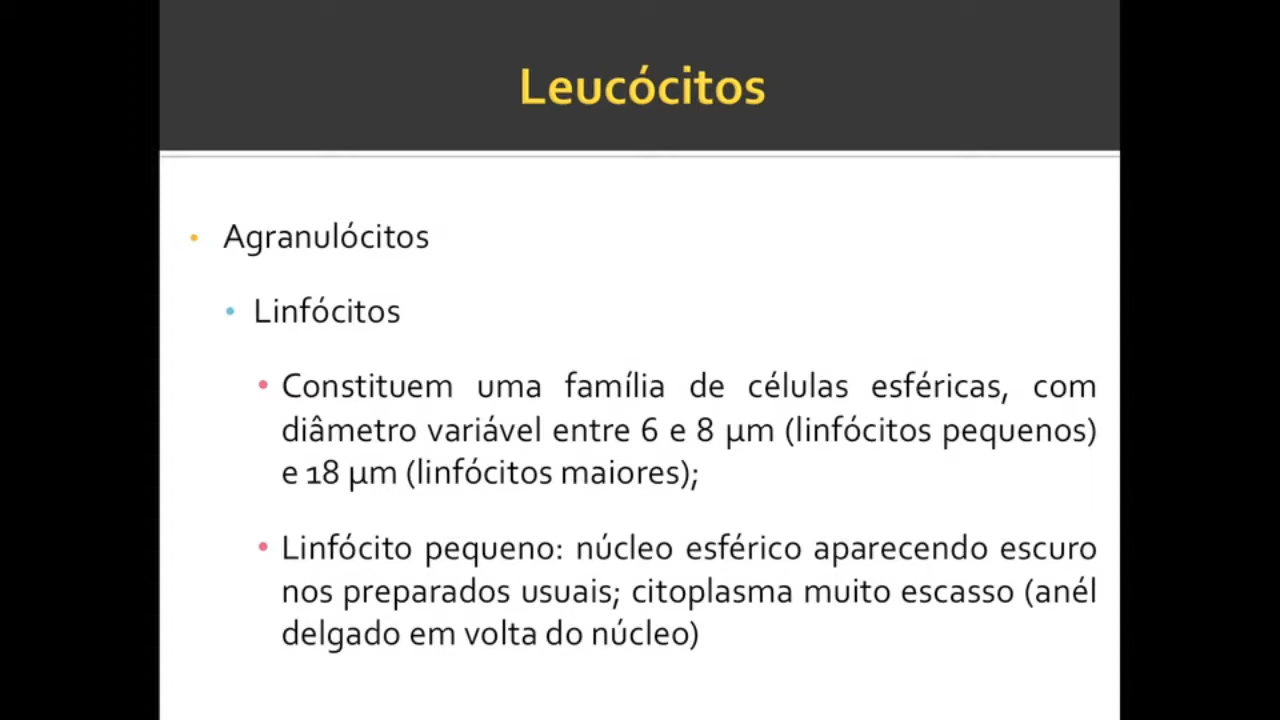 Leucócitos
• Agranulócitos
• Linfócitos
• Constituem uma família de células esféricas, com
diâmetro variável entre 6 e 8 µm (linfócitos pequenos)
e 18 µm (linfócitos maiores);
• Linfócito pequeno: núcleo esférico aparecendo escuro
nos preparados usuais; citoplasma muito escasso (anél
delgado em volta do núcleo)